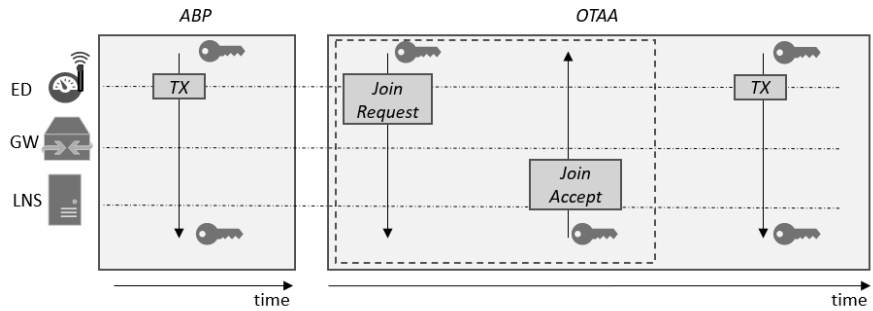 ABP
OTAA
ED
TX
Join
Request
TX
GW
Join
Accept
LNS
time
time